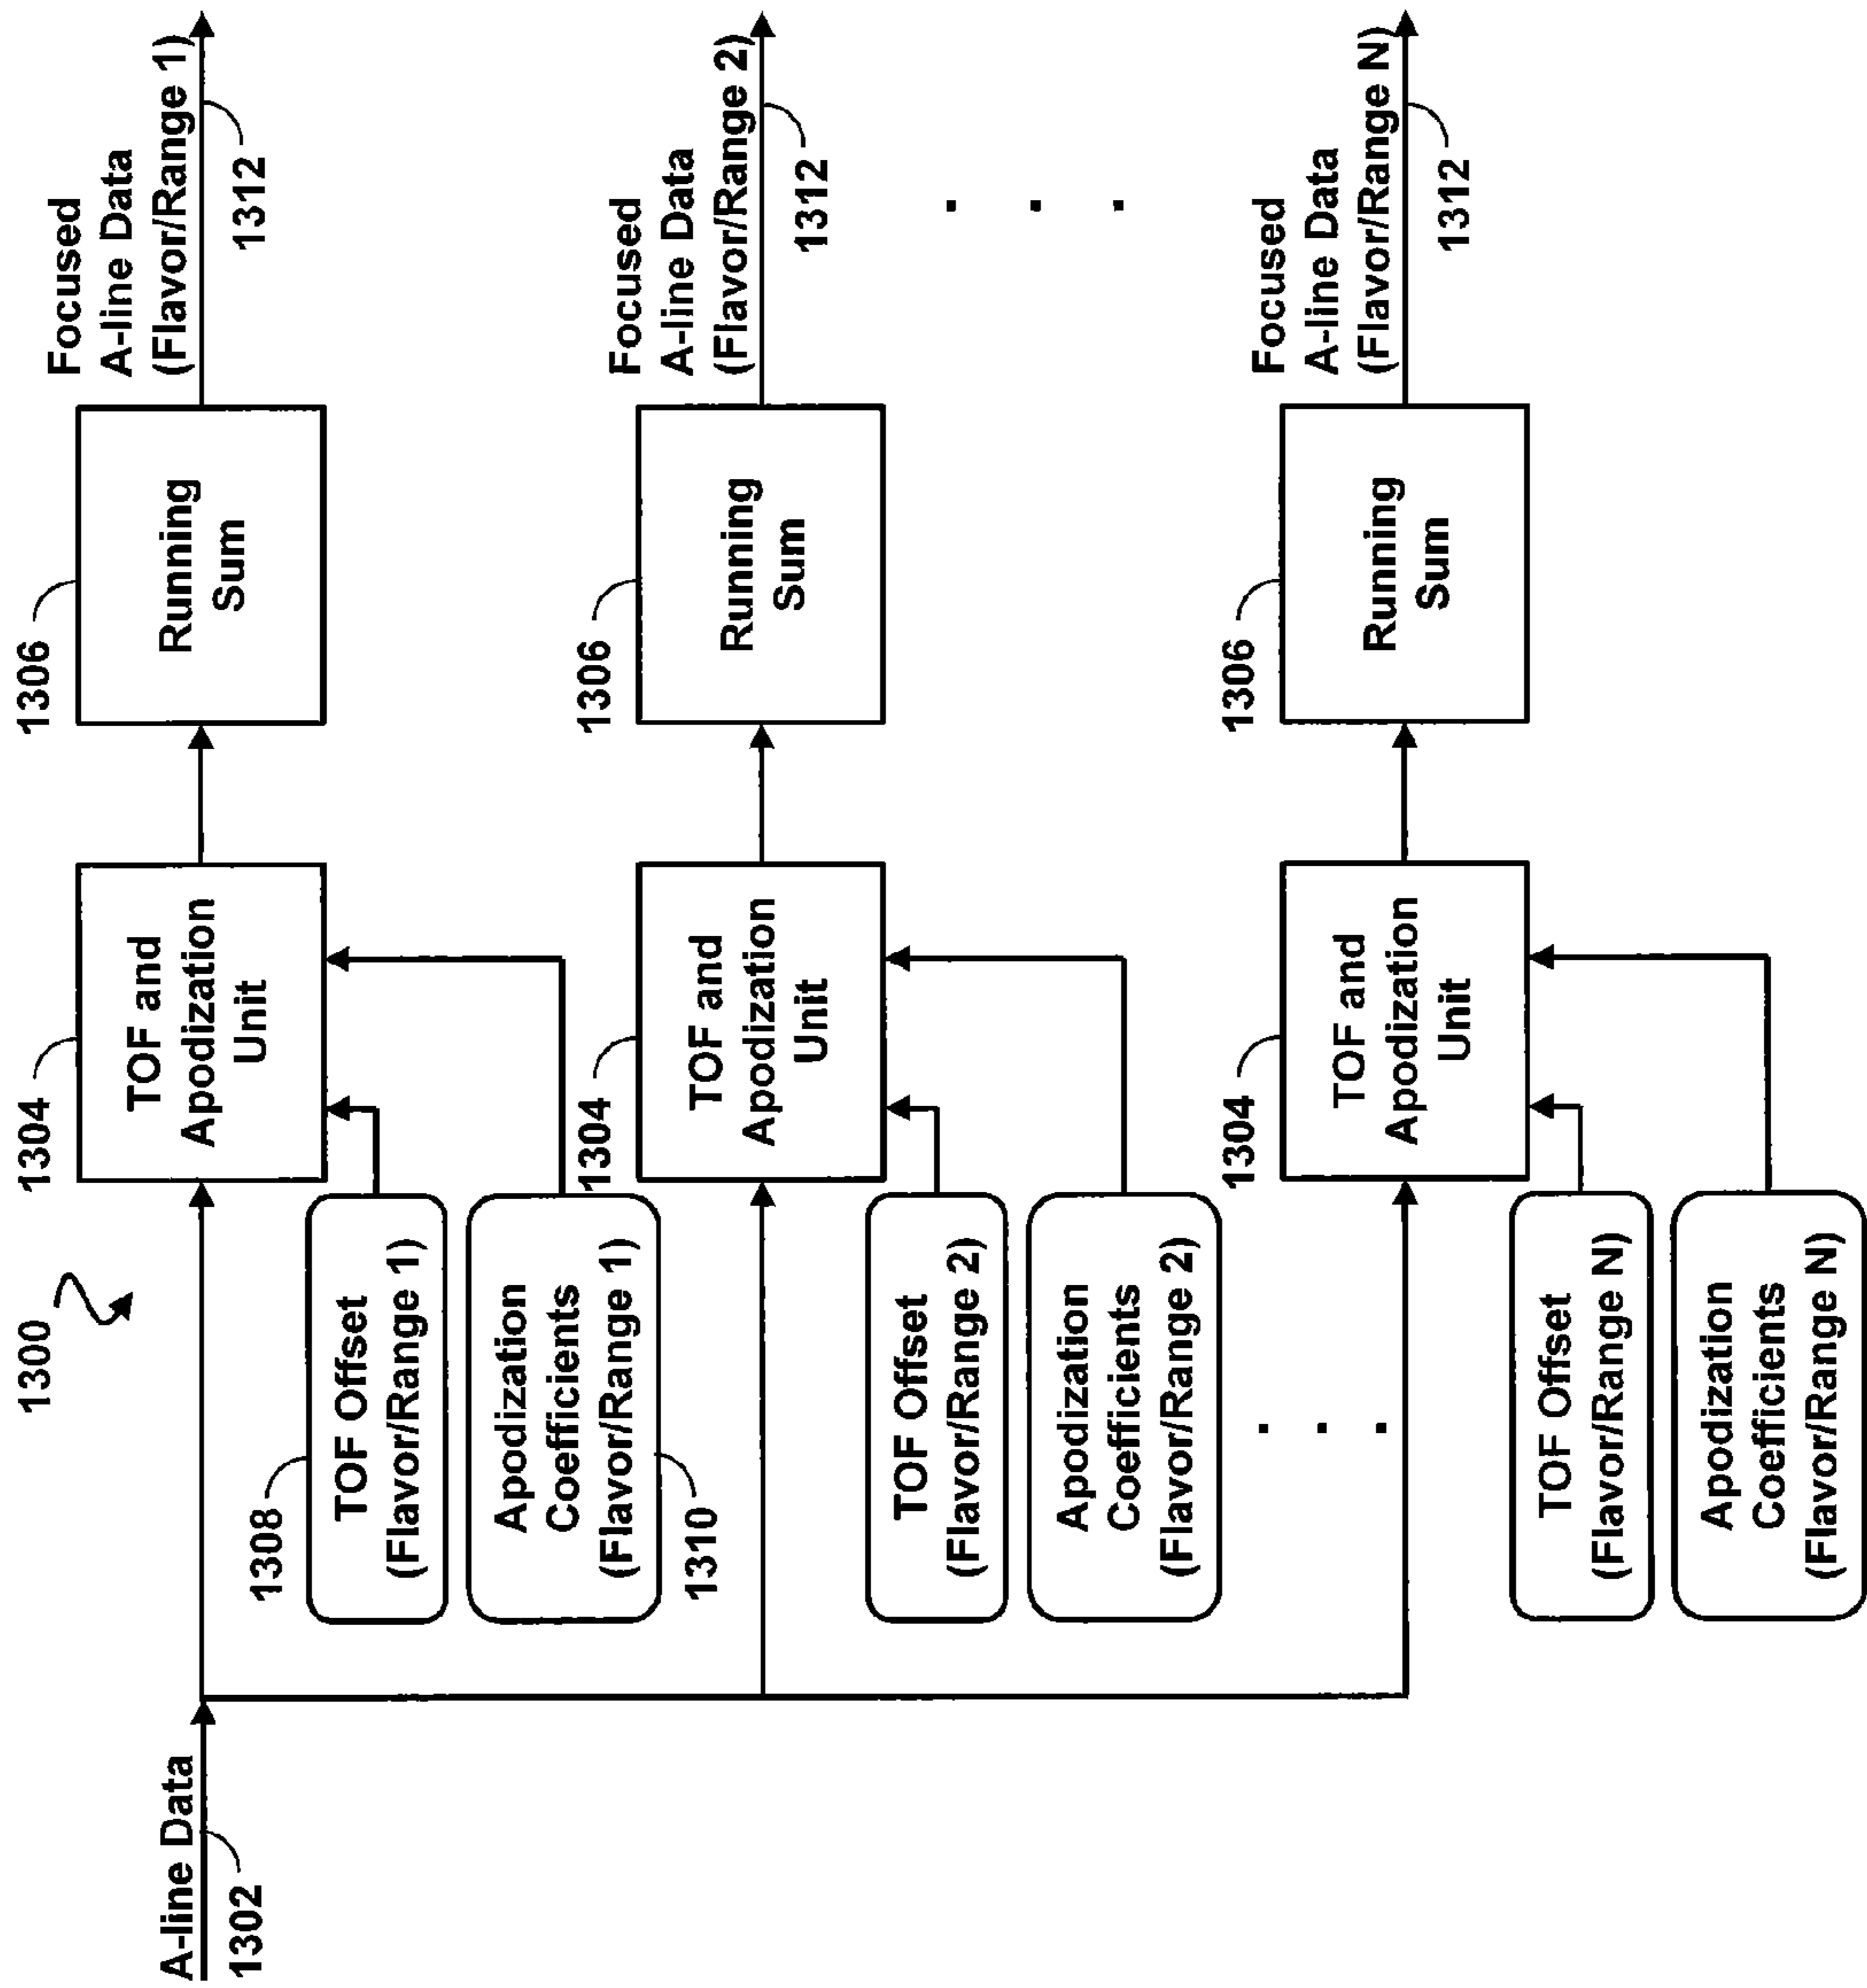 1300
A-line Data
1302
1304
TOF and
Apodization
Unit
1306
Running
Sum
Focused
A-line Data
(Flavor/Range 1)
1312
1308
TOF Offset
(Flavor/Range 1)
Apodization
Coefficients
(Flavor/Range 1)
1310
1304
TOF and
Apodization
Unit
1306
Running
Sum
Focused
A-line Data
(Flavor/Range 2)
1312
TOF Offset
(Flavor/Range 2)
Apodization
Coefficients
(Flavor/Range 2)
. . .
. . .
1304
TOF and
Apodization
Unit
1306
Running
Sum
Focused
A-line Data
(Flavor/Range N)
1312
TOF Offset
(Flavor/Range N)
Apodization
Coefficients
(Flavor/Range N)